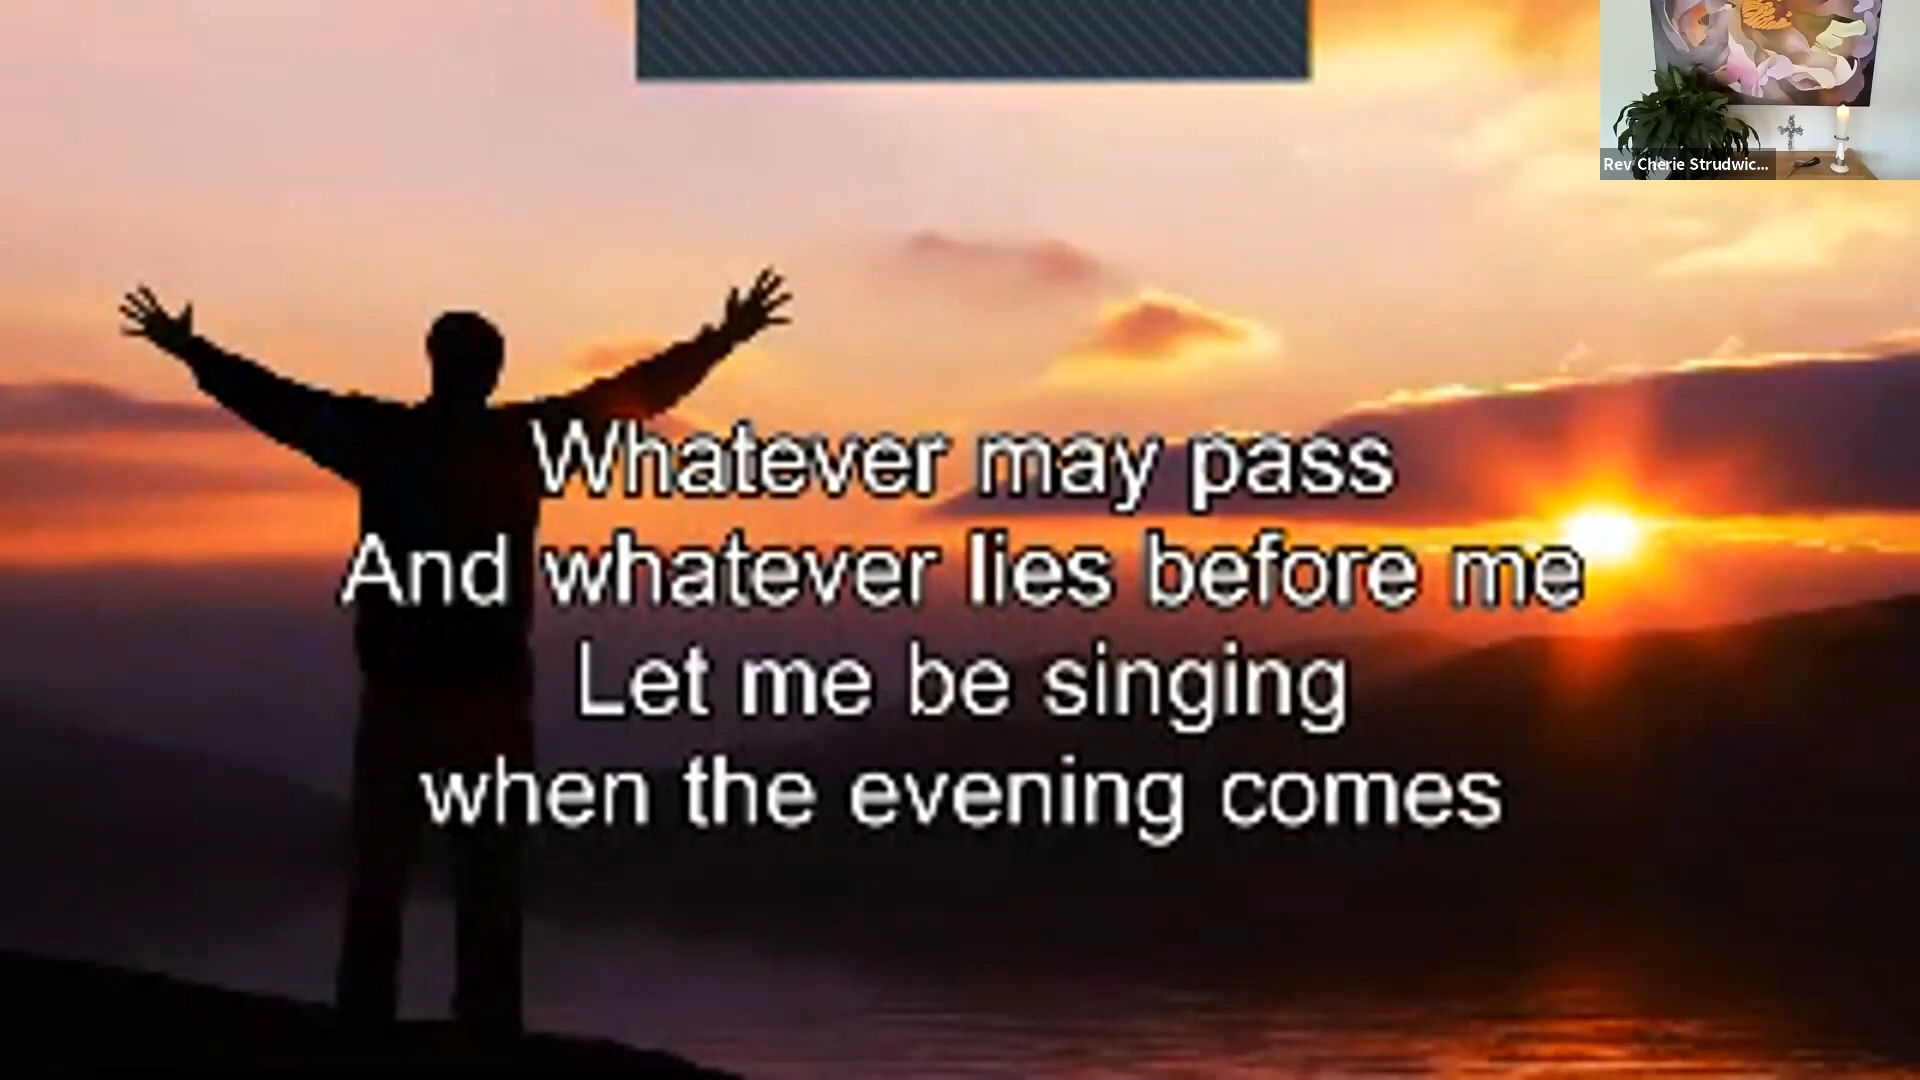 Rev Cherie Strudwic...
Whatever may pass
And whatever lies before me
Let me be singing
when the evening comes